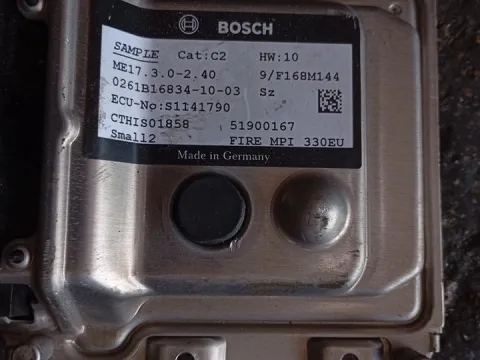 BOSCH
SAMPLE Cat:C2 HW:10
ME17.3.0-2.40 9/F168M144
0261B16834-10-03 Sz
ECU-No:S1141790
CTHIS01858 51900167
Small2 FIRE MPI 330EU
Made in Germany